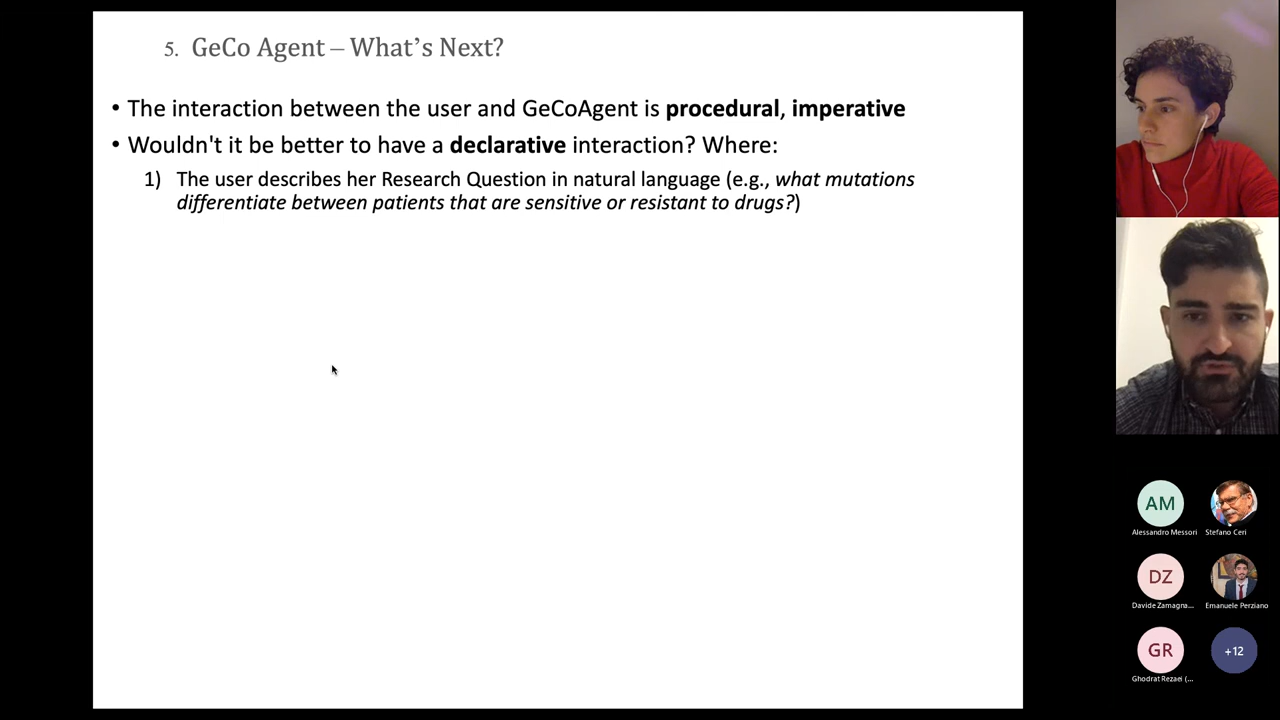 5. GeCo Agent – What's Next?
• The interaction between the user and GeCoAgent is procedural, imperative
• Wouldn't it be better to have a declarative interaction? Where:
1) The user describes her Research Question in natural language (e.g., what mutations
differentiate between patients that are sensitive or resistant to drugs?)
AM
Alessandro Messori
Stefano Ceri
DZ
Davide Zamagna...
Emanuele Perziano
GR
+12
Ghodrat Rezaei (...